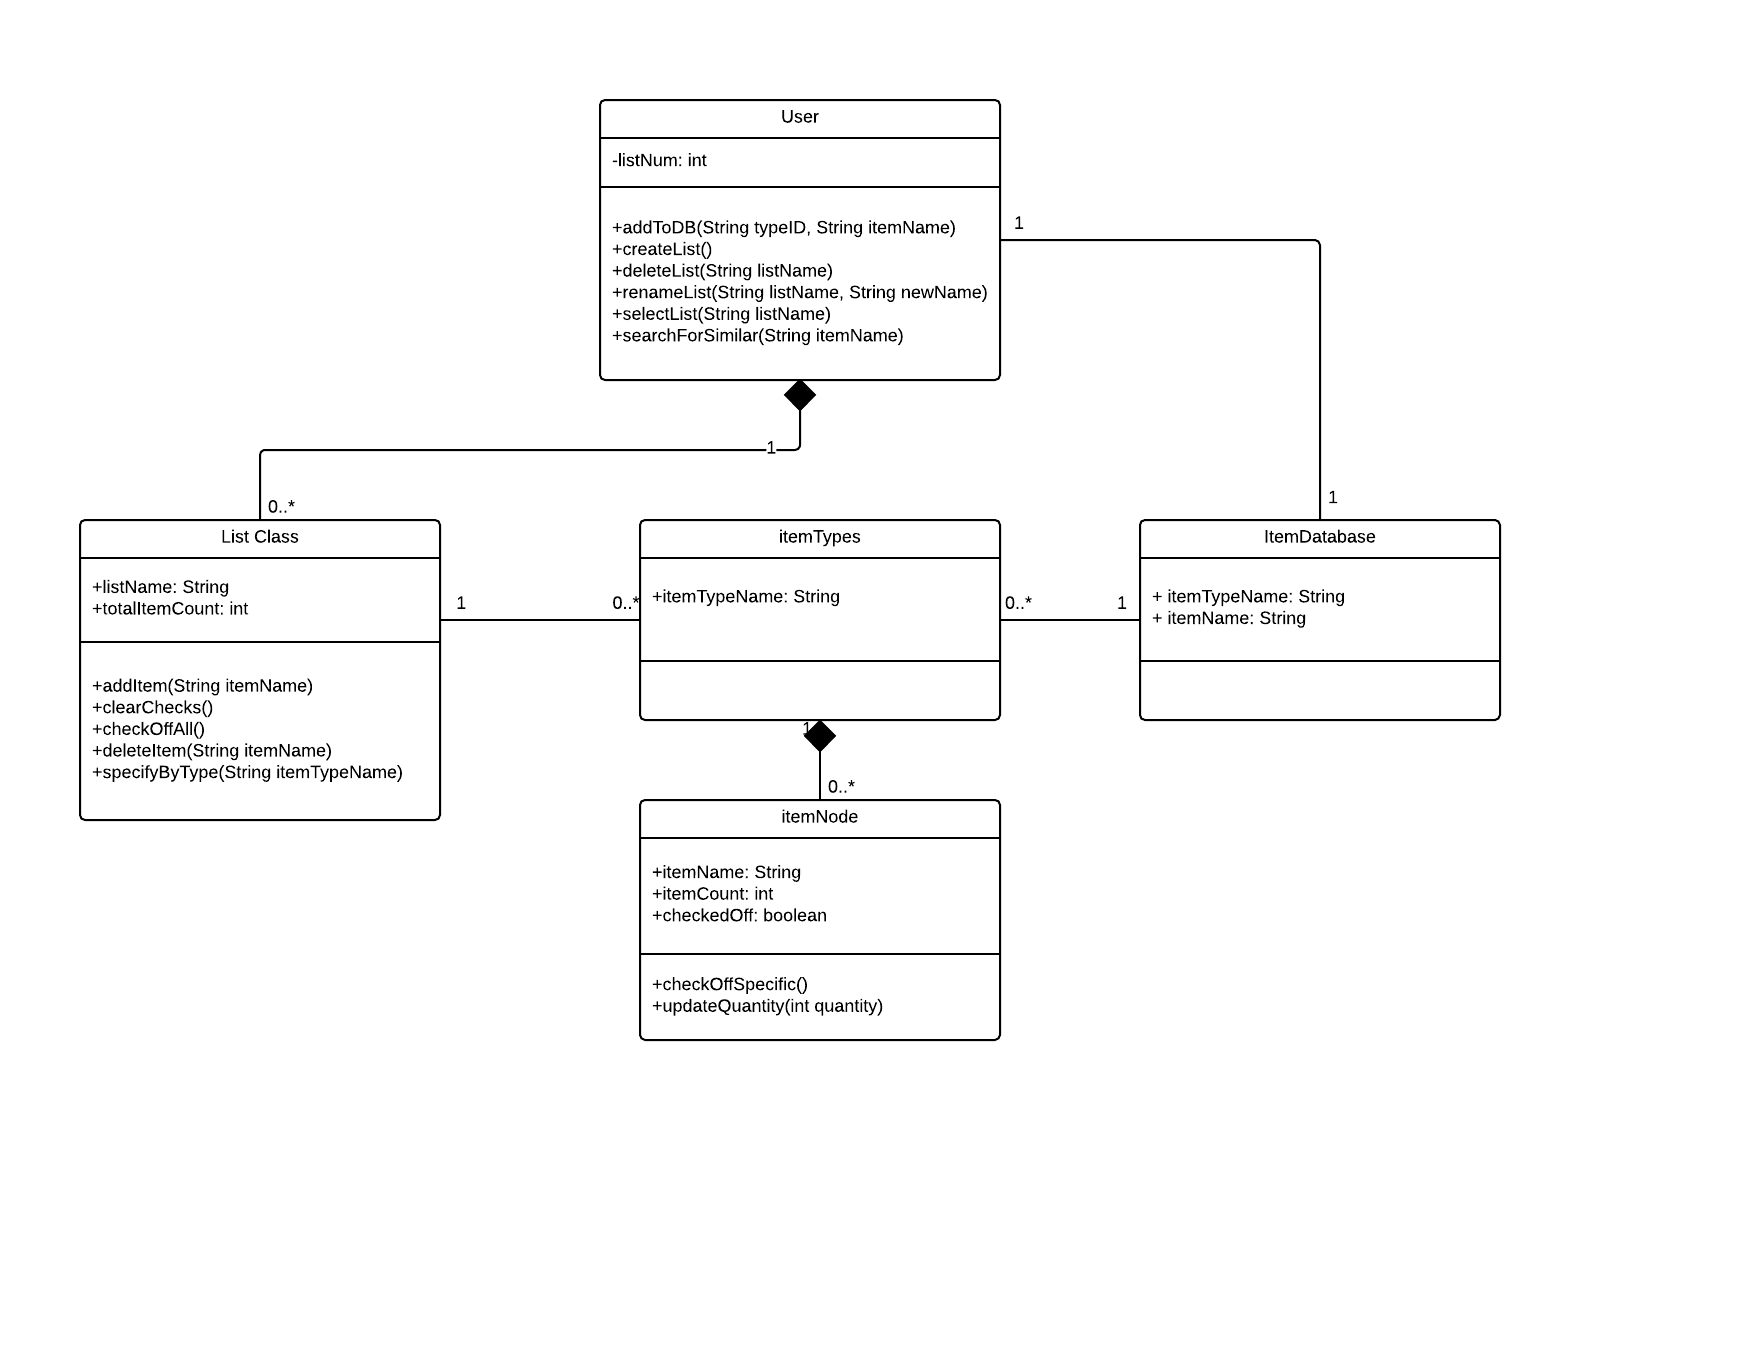 User
-listNum: int
+addToDB(String typeID, String itemName)
+createList()
+deleteList(String listName)
+renameList(String listName, String newName)
+selectList(String listName)
+searchForSimilar(String itemName)
1
1
0..*
1
List Class
+listName: String
+totalItemCount: int
+addItem(String itemName)
+clearChecks()
+checkOffAll()
+deleteItem(String itemName)
+specifyByType(String itemTypeName)
1
0..*
itemTypes
+itemTypeName: String
0..*
1
ItemDatabase
+ itemTypeName: String
+ itemName: String
1
0..*
itemNode
+itemName: String
+itemCount: int
+checkedOff: boolean
+checkOffSpecific()
+updateQuantity(int quantity)